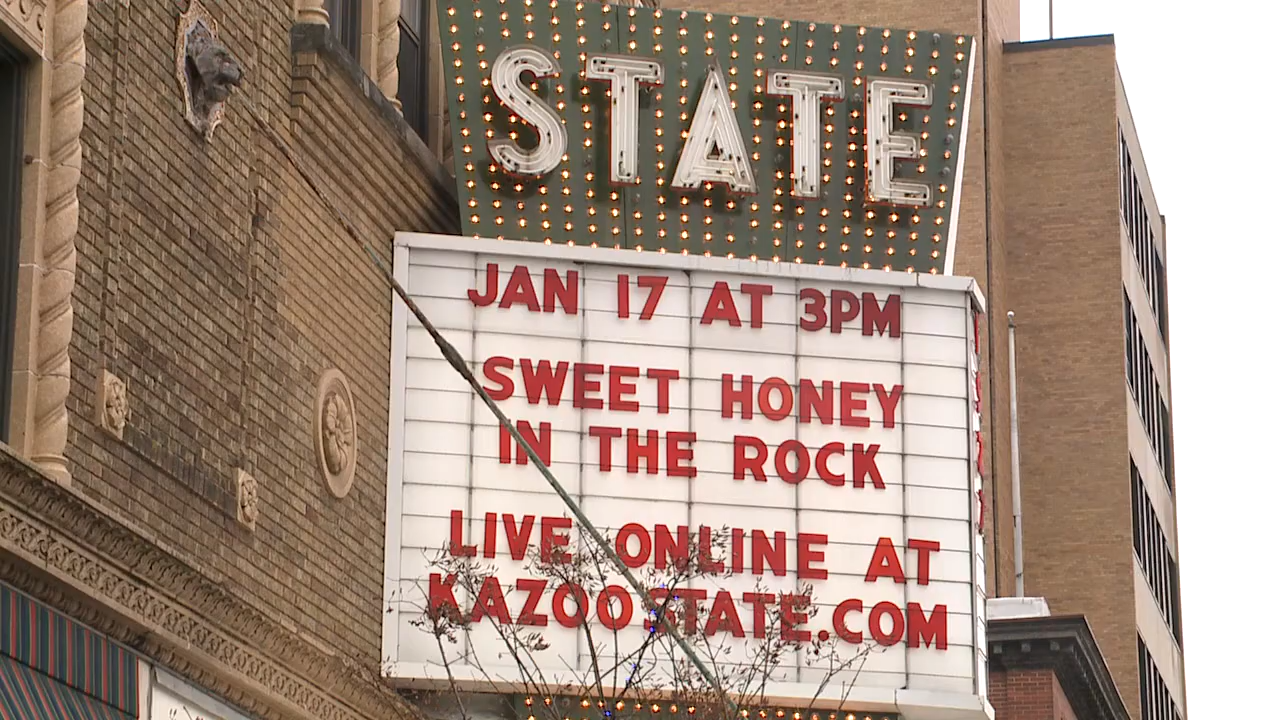 STATE
JAN 17 AT 3PM
SWEET HONEY
IN THE ROCK
LIVE ONLINE AT
KAZOOSTATE.COM